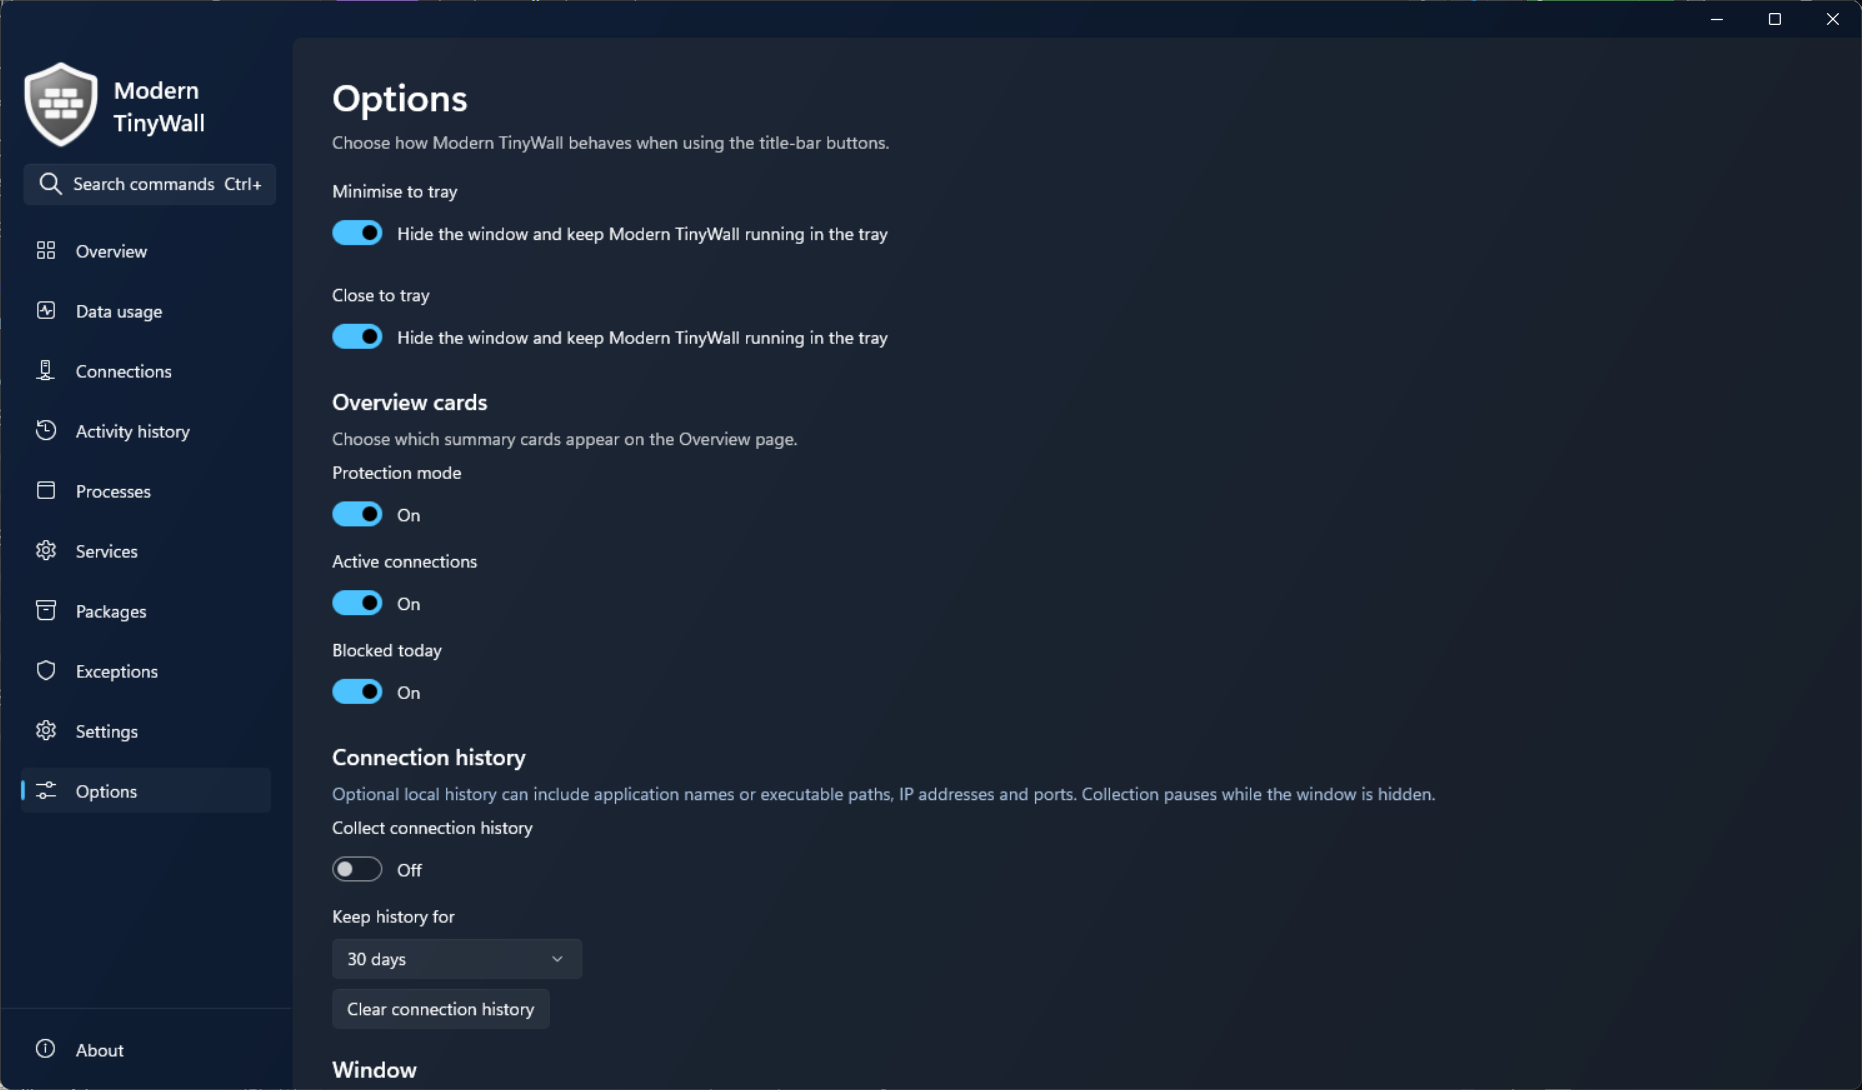 Modern
TinyWall
Search commands Ctrl+
Overview
Data usage
Connections
Activity history
Processes
Services
Packages
Exceptions
Settings
Options
About
Options
Choose how Modern TinyWall behaves when using the title-bar buttons.
Minimise to tray
Hide the window and keep Modern TinyWall running in the tray
Close to tray
Hide the window and keep Modern TinyWall running in the tray
Overview cards
Choose which summary cards appear on the Overview page.
Protection mode
On
Active connections
On
Blocked today
On
Connection history
Optional local history can include application names or executable paths, IP addresses and ports. Collection pauses while the window is hidden.
Collect connection history
Off
Keep history for
30 days
Clear connection history
Window